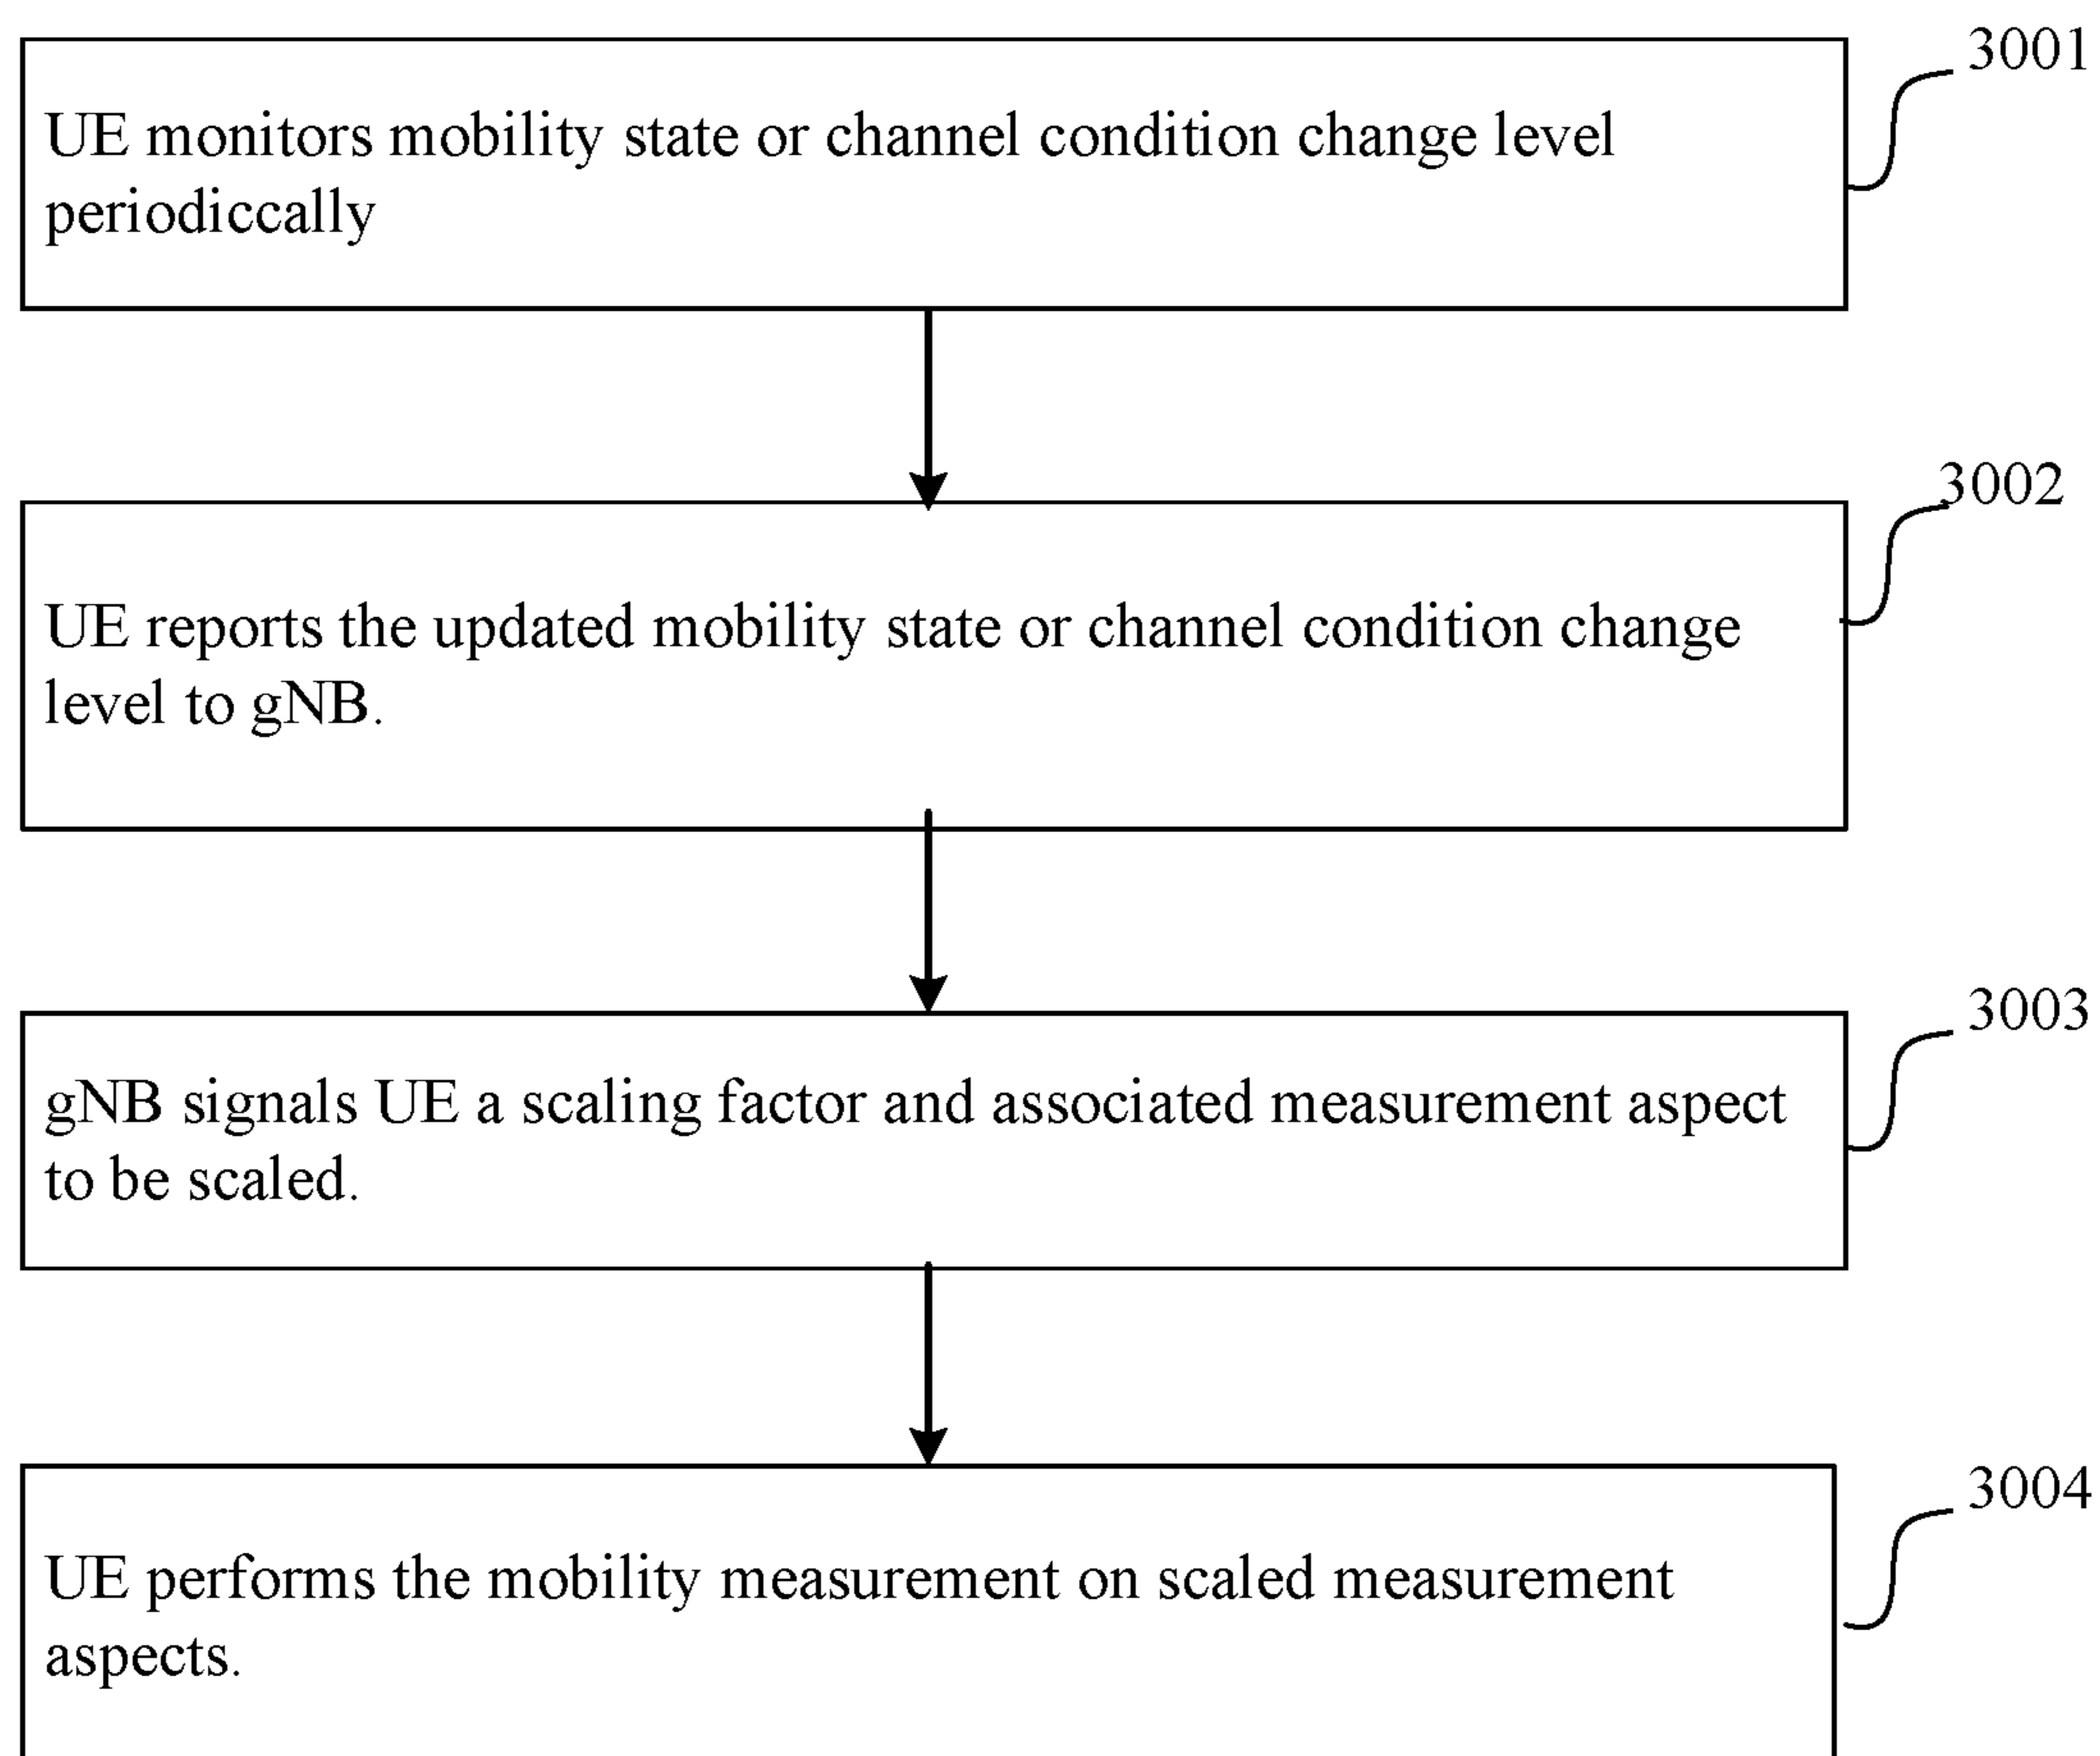 3001
UE monitors mobility state or channel condition change level
periodiccally
3002
UE reports the updated mobility state or channel condition change
level to gNB.
3003
gNB signals UE a scaling factor and associated measurement aspect
to be scaled.
3004
UE performs the mobility measurement on scaled measurement
aspects.